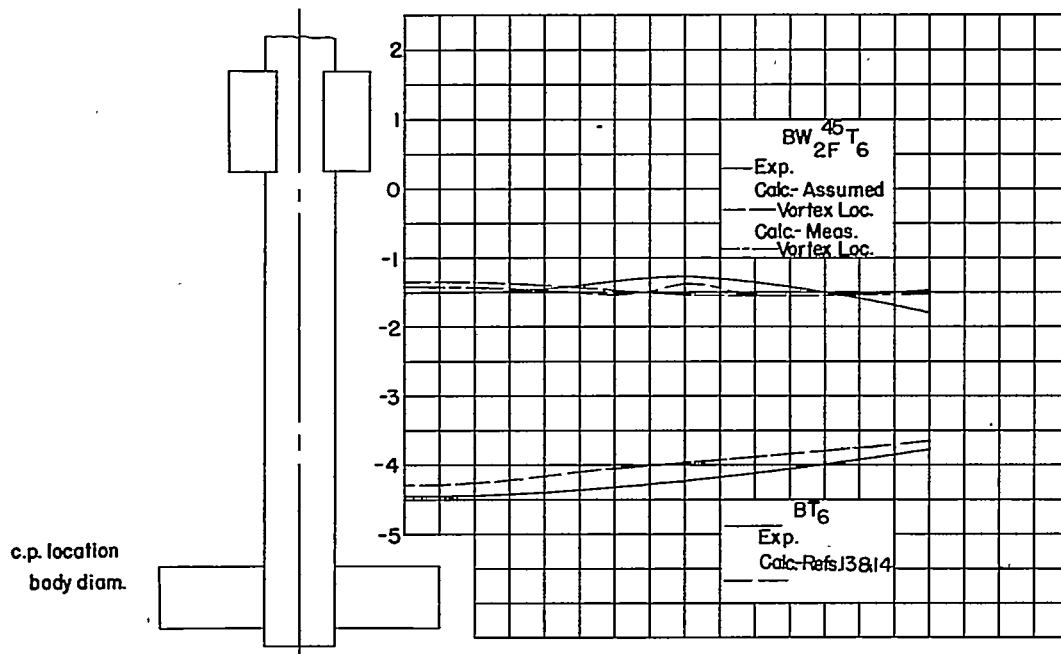 2
1
0
-1
-2
-3
-4
-5
BW 45 T
2F 6
Exp.
Calc.-Assumed
Vortex Loc.
Calc.-Meas.
Vortex Loc.
BT6
Exp.
Calc.-Refs.13&14
c.p. location
body diam.